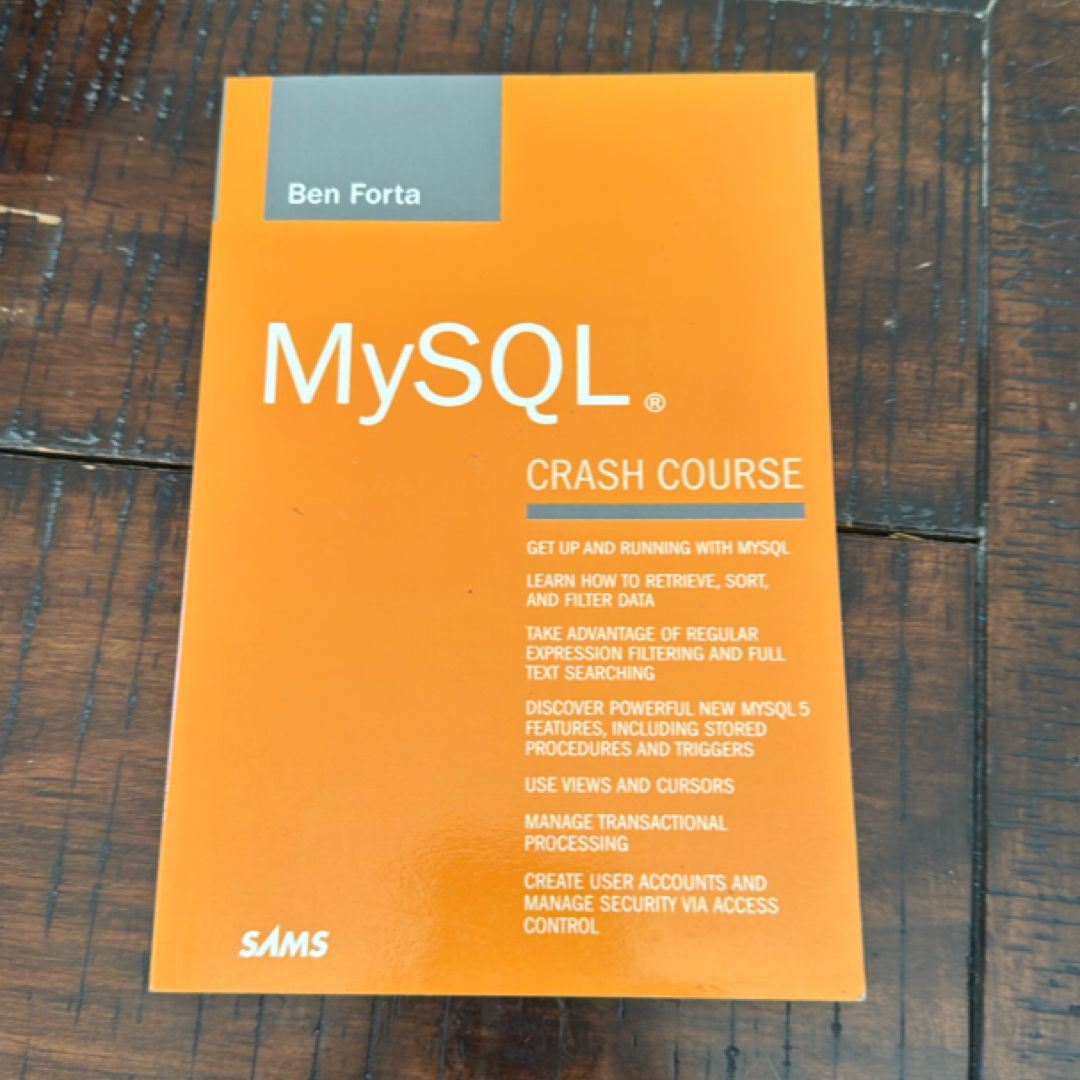 Ben Forta
MySQL®
CRASH COURSE
GET UP AND RUNNING WITH MYSQL
LEARN HOW TO RETRIEVE, SORT,
AND FILTER DATA
TAKE ADVANTAGE OF REGULAR
EXPRESSION FILTERING AND FULL
TEXT SEARCHING
DISCOVER POWERFUL NEW MYSQL 5
FEATURES, INCLUDING STORED
PROCEDURES AND TRIGGERS
USE VIEWS AND CURSORS
MANAGE TRANSACTIONAL
PROCESSING
CREATE USER ACCOUNTS AND
MANAGE SECURITY VIA ACCESS
CONTROL
SAMS